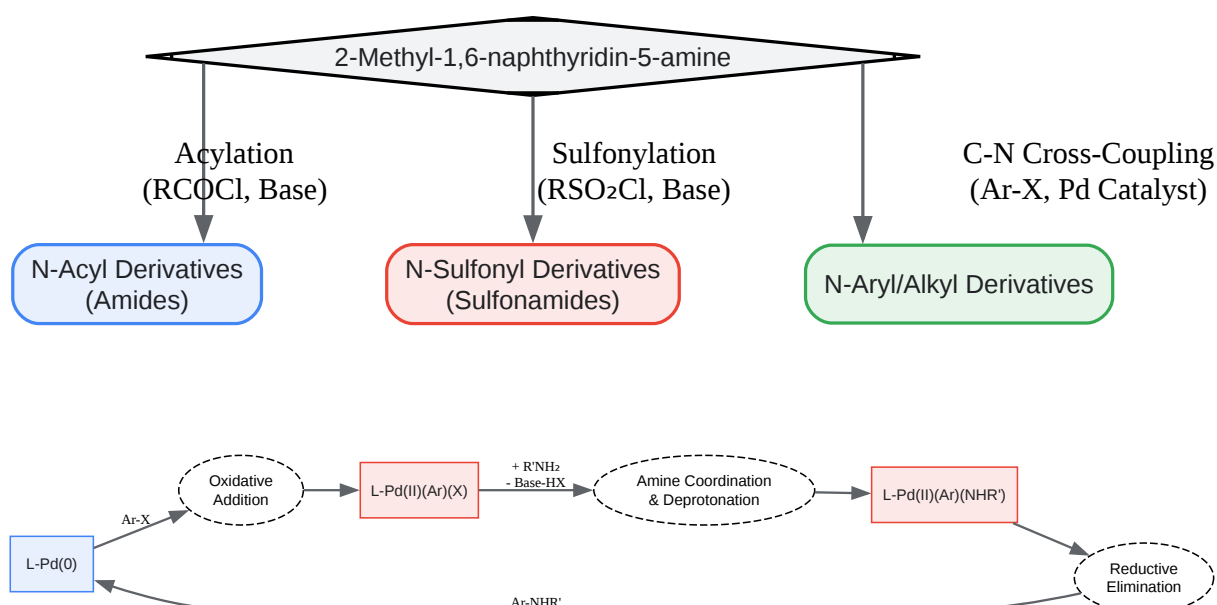 2-Methyl-1,6-naphthyridin-5-amine
Acylation
(RCOCl, Base)
Sulfonylation
(RSO₂Cl, Base)
C-N Cross-Coupling
(Ar-X, Pd Catalyst)
N-Acyl Derivatives
(Amides)
N-Sulfonyl Derivatives
(Sulfonamides)
N-Aryl/Alkyl Derivatives
L-Pd(0)
Ar-X
Oxidative
Addition
L-Pd(II)(Ar)(X)
+ R'NH₂
- Base-HX
Amine Coordination
& Deprotonation
L-Pd(II)(Ar)(NHR')
Reductive
Elimination
Ar-NHR'